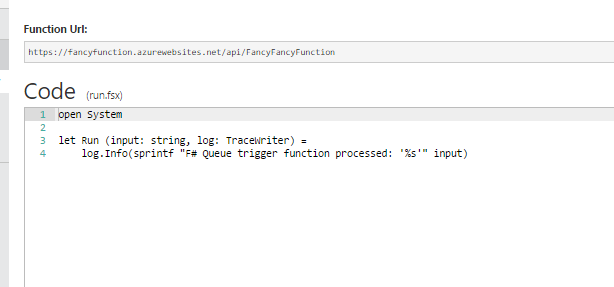 Function Url:
https://fancyfunction.azurewebsites.net/api/FancyFancyFunction
Code (run.fsx)
1 open System
2
3 let Run (input: string, log: TraceWriter) =
4 log.Info(sprintf "F# Queue trigger function processed: '%s'" input)